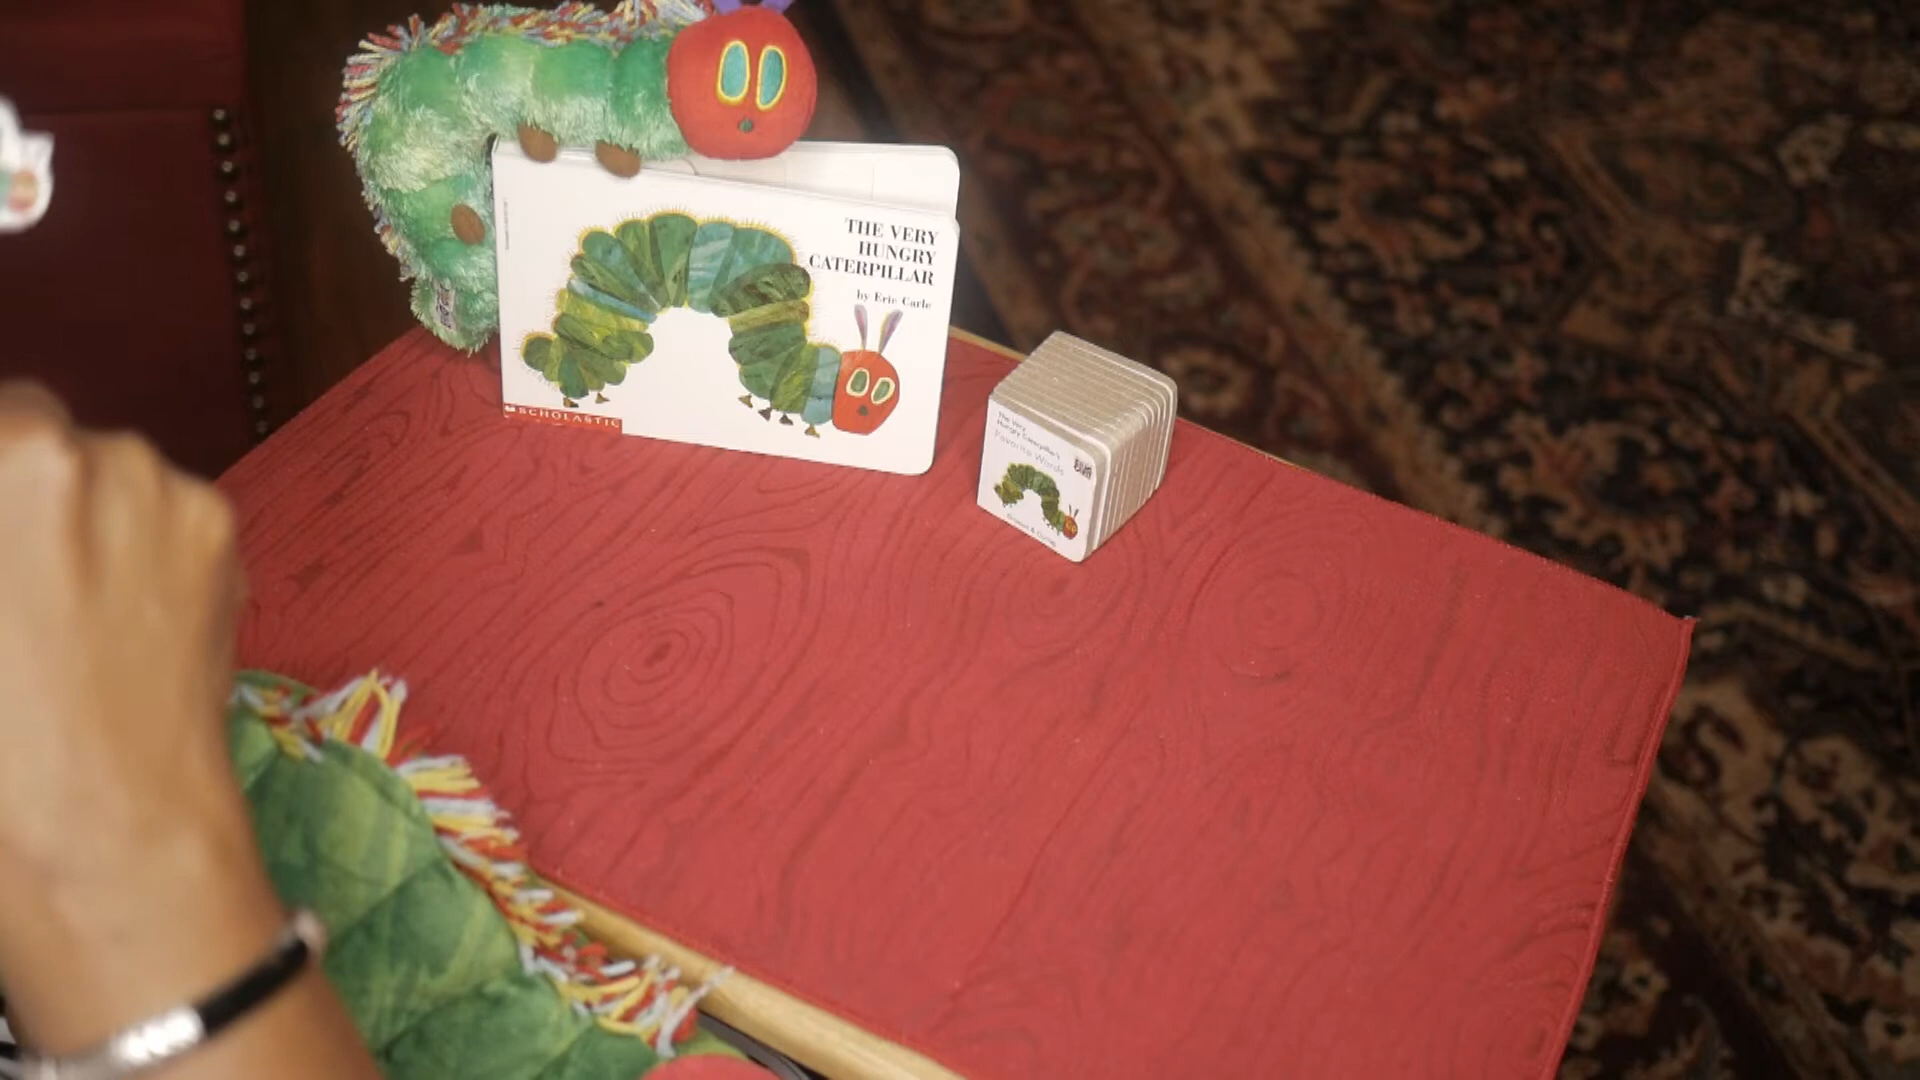 THE VERY
HUNGRY
CATERPILLAR
by Eric Carle
SCHOLASTIC
The Very
Hungry Caterpillar's
Favorite Words